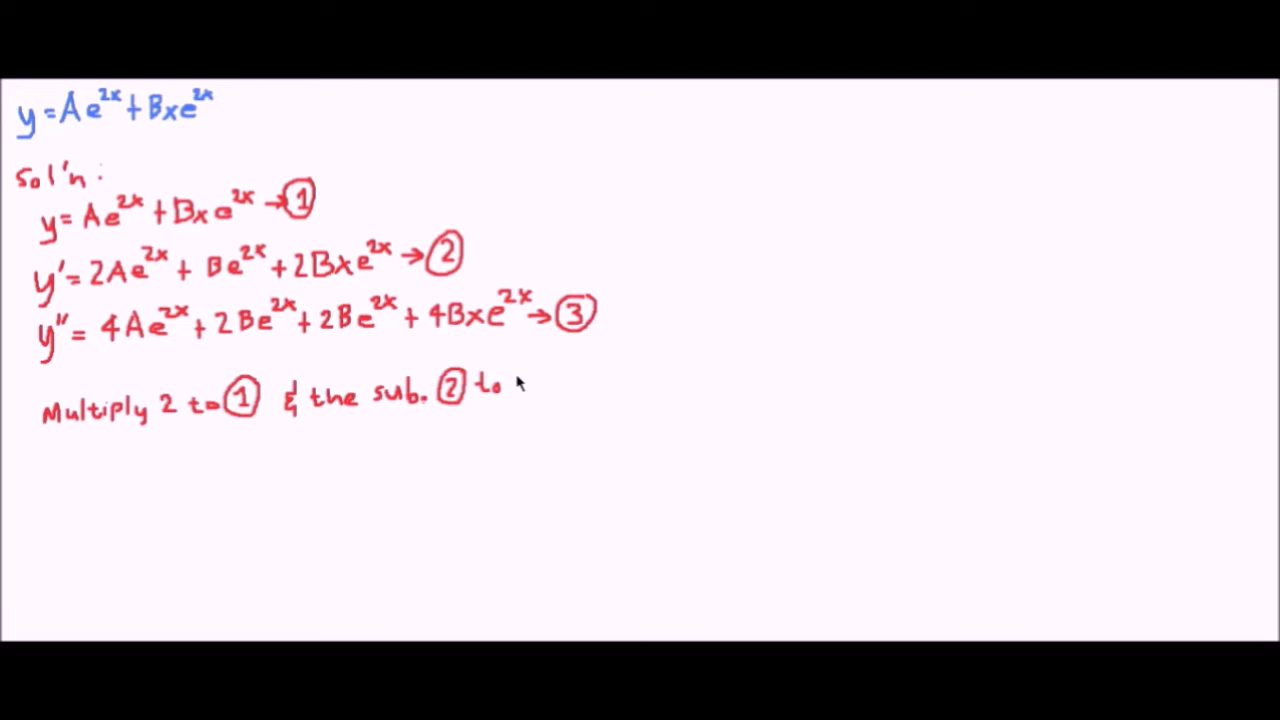 y = Ae^{2x} + Bxe^{2x}
Sol'n :
y = Ae^{2x} + Bxe^{2x} → ①
y' = 2Ae^{2x} + Be^{2x} + 2Bxe^{2x} → ②
y'' = 4Ae^{2x} + 2Be^{2x} + 2Be^{2x} + 4Bxe^{2x} → ③
Multiply 2 to ① & the sub. ② to